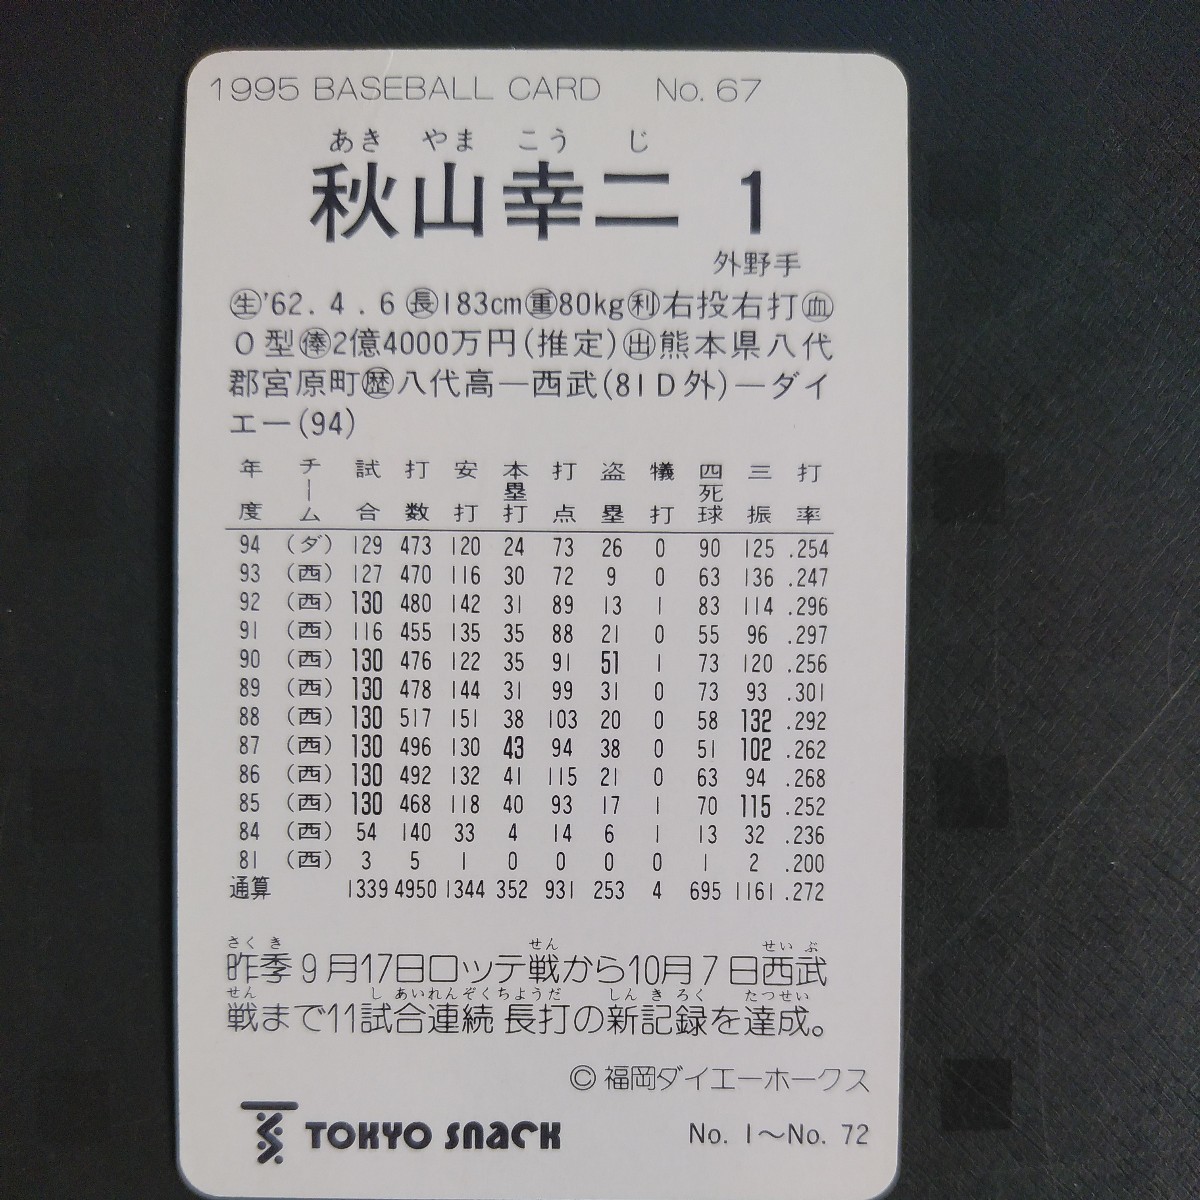 1995 BASEBALL CARD No. 67
あき やま こう じ
秋山幸二 1
外野手
㊗生'62. 4. 6 長183cm重80kg利右投右打血
O型俸2億4000万円(推定)出熊本県八代
郡宮原町歴八代高―西武(81D外)―ダイ
エー(94)
年度 チーム 試合 打数 安打 本塁打 打点 盗塁 犠打 四死球 三振 打率
94 (ダ) 129 473 120 24 73 26 0 90 125 .254
93 (西) 127 470 116 30 72 9 0 63 136 .247
92 (西) 130 480 142 31 89 13 1 83 114 .296
91 (西) 116 455 135 35 88 21 0 55 96 .297
90 (西) 130 476 122 35 91 51 1 73 120 .256
89 (西) 130 478 144 31 99 31 0 73 93 .301
88 (西) 130 517 151 38 103 20 0 58 132 .292
87 (西) 130 496 130 43 94 38 0 51 102 .262
86 (西) 130 492 132 41 115 21 0 63 94 .268
85 (西) 130 468 118 40 93 17 1 70 115 .252
84 (西) 54 140 33 4 14 6 1 13 32 .236
81 (西) 3 5 1 0 0 0 0 1 2 .200
通算 1339 4950 1344 352 931 253 4 695 1161 .272
さくき せん せいぶ
昨季9月17日ロッテ戦から10月7日西武
せん しあいれんぞくちようだ しんきろく たつせい
戦まで11試合連続長打の新記録を達成。
© 福岡ダイエーホークス
TOKYO SNACK No. 1～No. 72